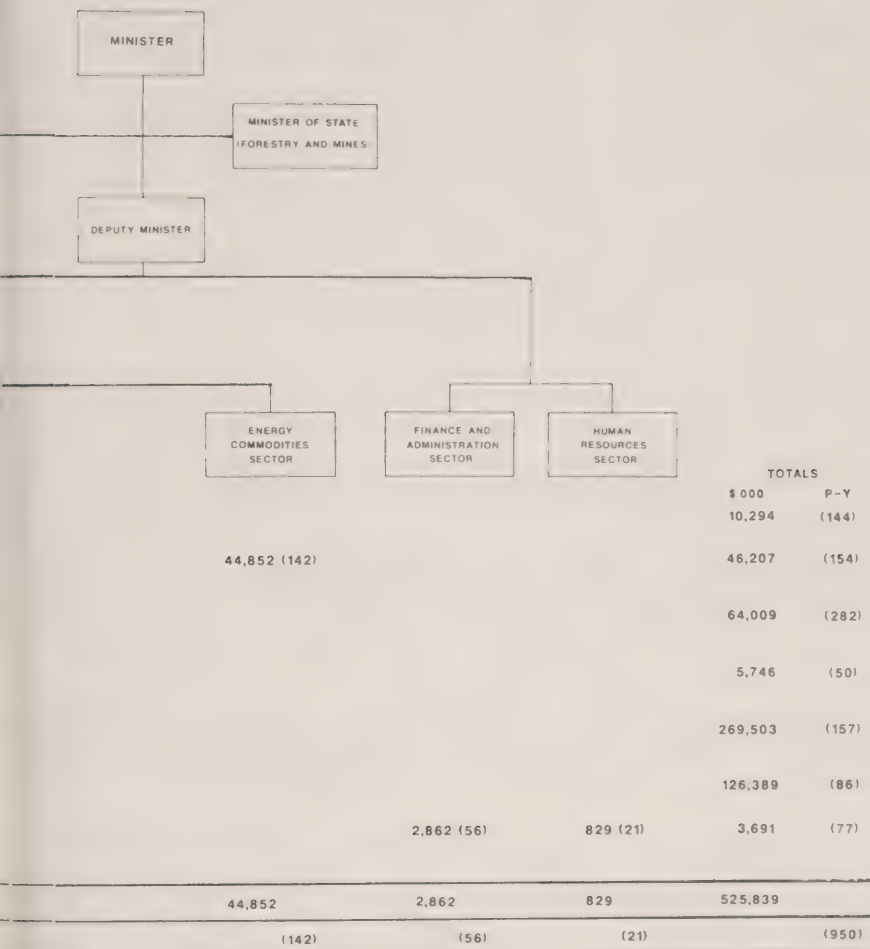 MINISTER
MINISTER OF STATE
(FORESTRY AND MINES)
DEPUTY MINISTER
ENERGY
COMMODITIES
SECTOR
FINANCE AND
ADMINISTRATION
SECTOR
HUMAN
RESOURCES
SECTOR
TOTALS
$ 000 P-Y
10,294 (144)
44,852 (142) 46,207 (154)
64,009 (282)
5,746 (50)
269,503 (157)
126,389 (86)
2,862 (56) 829 (21) 3,691 (77)
44,852 2,862 829 525,839
(142) (56) (21) (950)